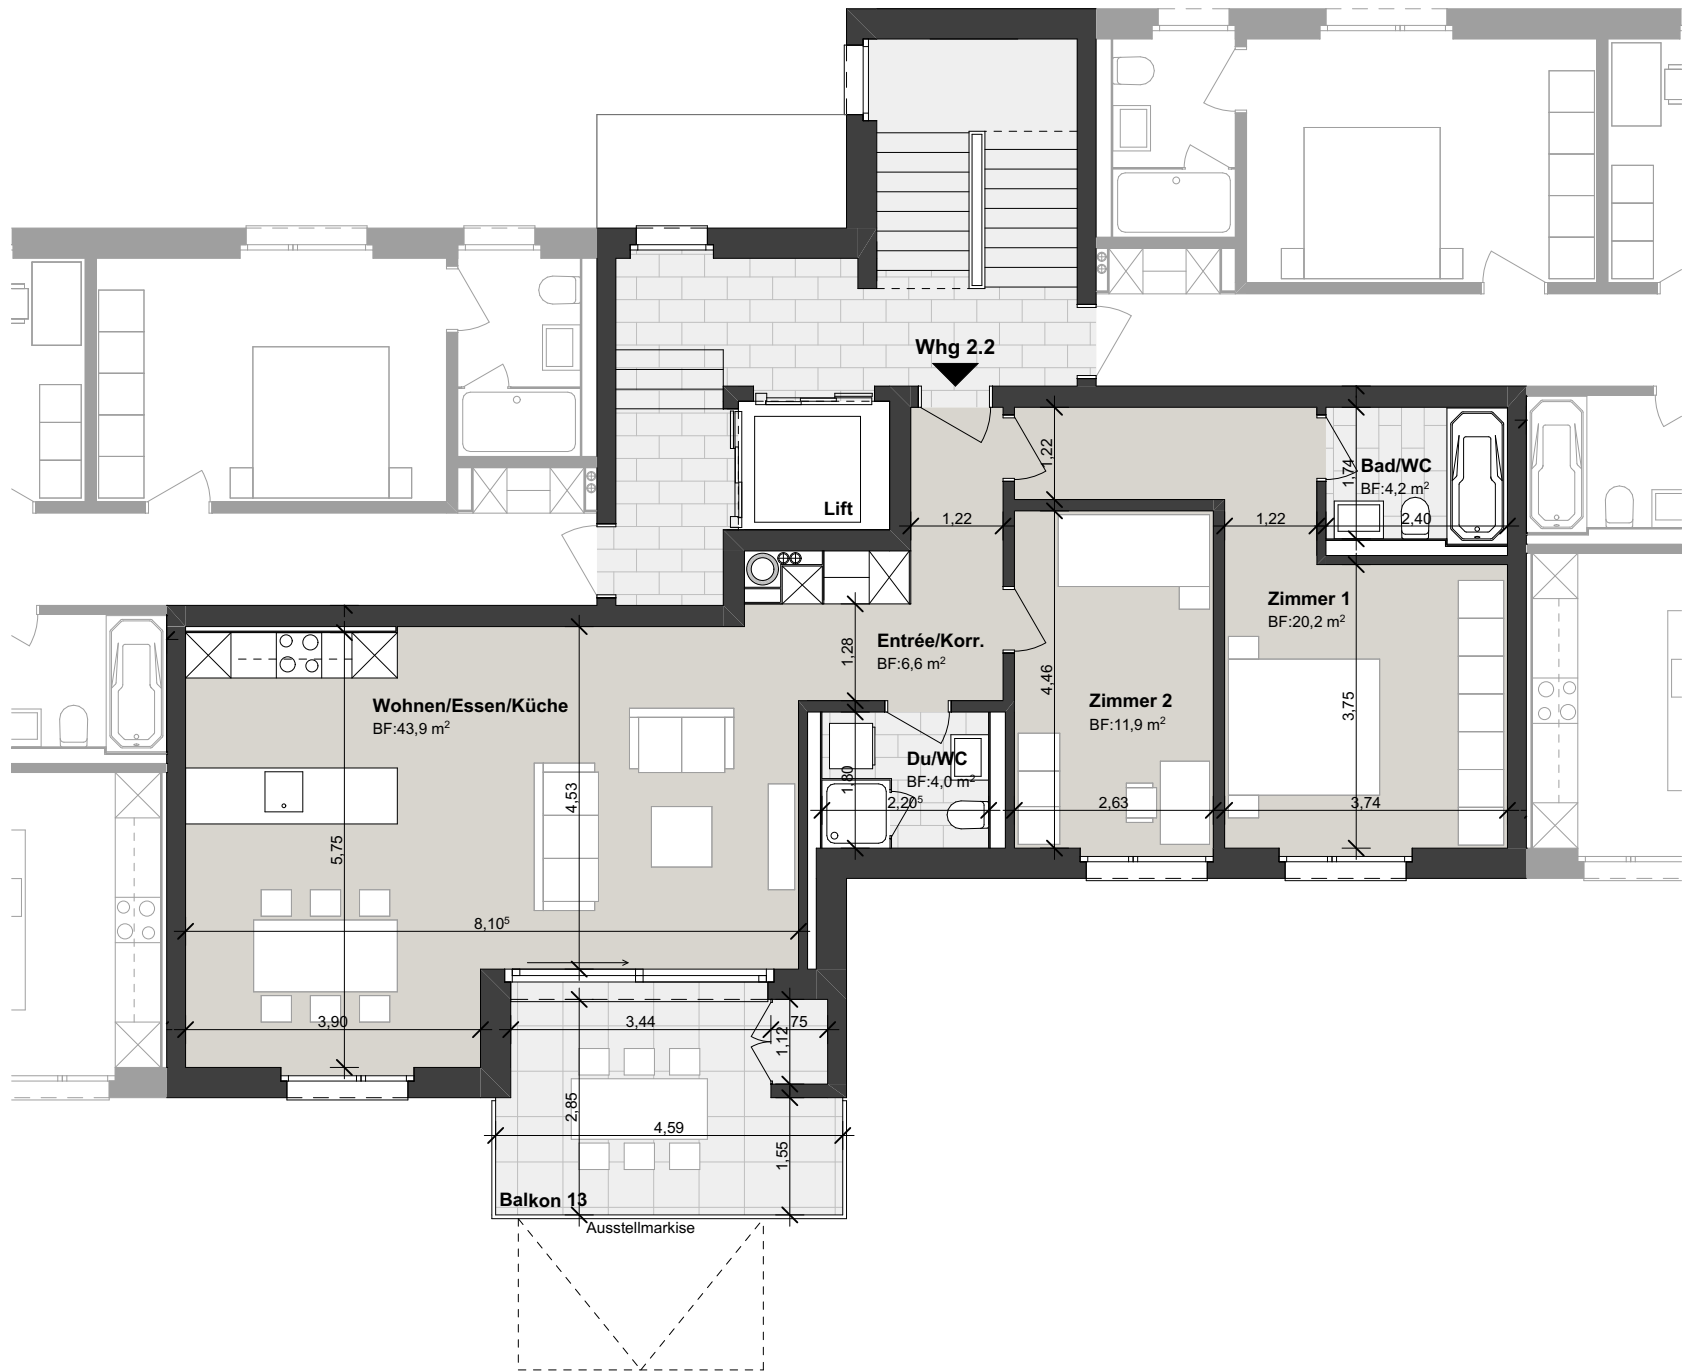 Whg 2.2
Lift
1,22
1,22
1,22
1,74
Bad/WC
BF:4,2 m²
2,40
Zimmer 1
BF:20,2 m²
3,75
3,74
Entrée/Korr.
BF:6,6 m²
1,28
4,46
Zimmer 2
BF:11,9 m²
2,63
Wohnen/Essen/Küche
BF:43,9 m²
Du/WC
BF:4,0 m²
1,80
2,20⁵
4,53
5,75
8,10⁵
3,90
3,44
75
1,12
2,85
4,59
1,55
Balkon 13
Ausstellmarkise